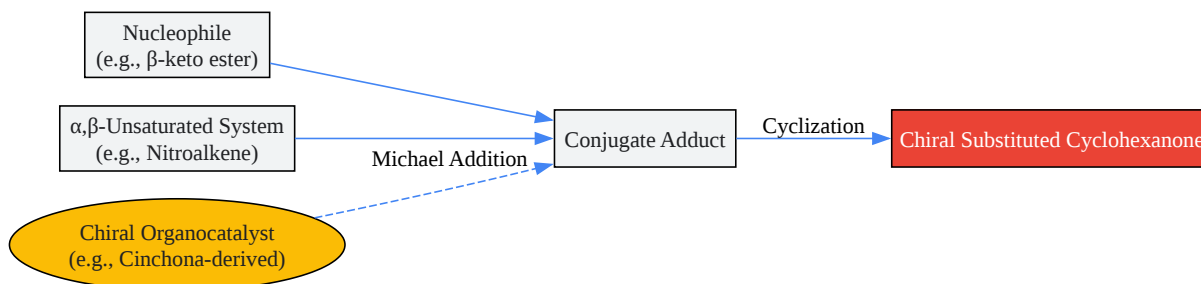 Nucleophile
(e.g., β-keto ester)
α,β-Unsaturated System
(e.g., Nitroalkene)
Michael Addition
Chiral Organocatalyst
(e.g., Cinchona-derived)
Conjugate Adduct
Cyclization
Chiral Substituted Cyclohexanone